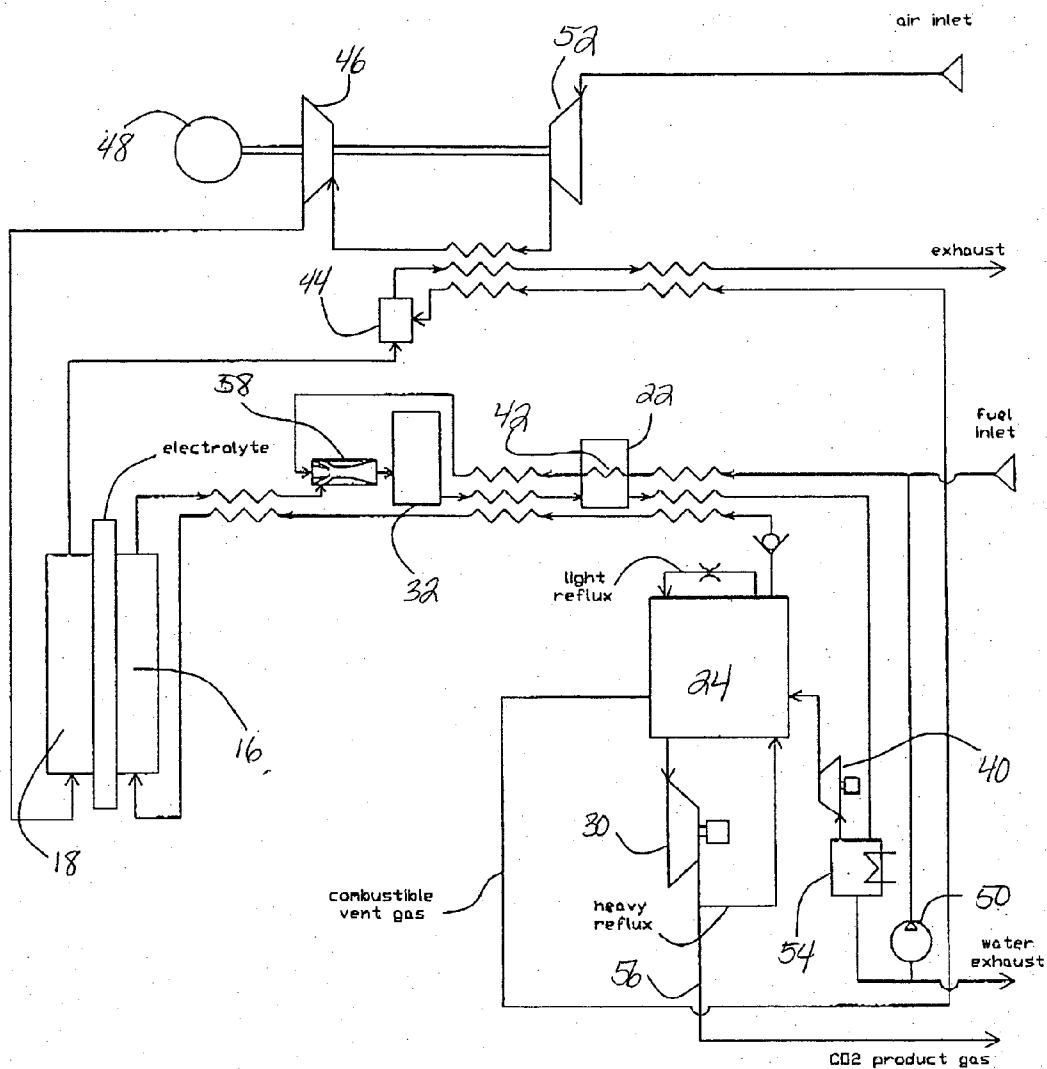 air inlet
52
46
48
exhaust
44
38
22
42
fuel
inlet
electrolyte
32
light
reflux
24
16
40
30
18
combustible
vent gas
heavy
reflux
54
50
water
exhaust
56
CO2 product gas